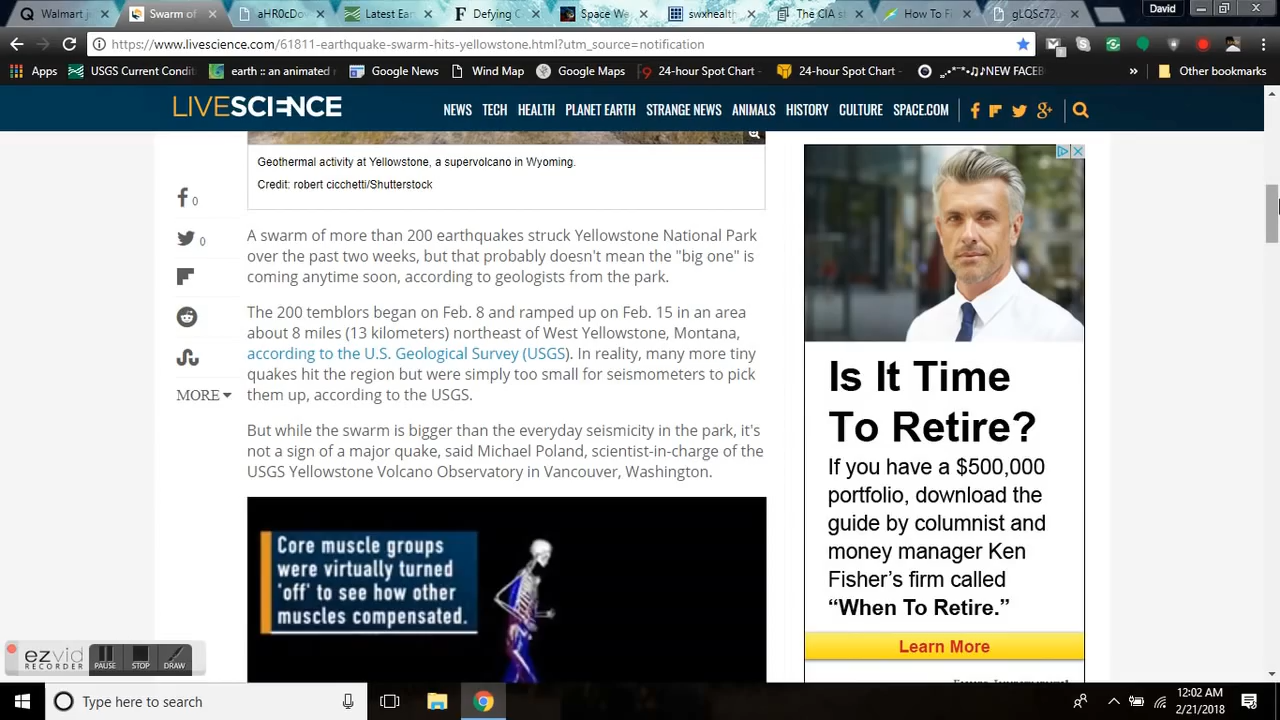 Walmart j
Swarm of
aHR0cDo
Latest Ear
Defying G
Space We
swxhealth
The CIA s
How To F
gLQSc72u
David
https://www.livescience.com/61811-earthquake-swarm-hits-yellowstone.html?utm_source=notification
Apps
USGS Current Condi
earth :: an animated
Google News
Wind Map
Google Maps
24-hour Spot Chart -
24-hour Spot Chart -
NEW FACEB
»
Other bookmarks
LIVESCIENCE
NEWS TECH HEALTH PLANET EARTH STRANGE NEWS ANIMALS HISTORY CULTURE SPACE.COM
Geothermal activity at Yellowstone, a supervolcano in Wyoming.
Credit: robert cicchetti/Shutterstock
0
0
MORE
A swarm of more than 200 earthquakes struck Yellowstone National Park
over the past two weeks, but that probably doesn't mean the "big one" is
coming anytime soon, according to geologists from the park.
The 200 temblors began on Feb. 8 and ramped up on Feb. 15 in an area
about 8 miles (13 kilometers) northeast of West Yellowstone, Montana,
according to the U.S. Geological Survey (USGS). In reality, many more tiny
quakes hit the region but were simply too small for seismometers to pick
them up, according to the USGS.
But while the swarm is bigger than the everyday seismicity in the park, it's
not a sign of a major quake, said Michael Poland, scientist-in-charge of the
USGS Yellowstone Volcano Observatory in Vancouver, Washington.
Core muscle groups
were virtually turned
'off' to see how other
muscles compensated.
Is It Time
To Retire?
If you have a $500,000
portfolio, download the
guide by columnist and
money manager Ken
Fisher's firm called
"When To Retire."
Learn More
ezvid
RECORDER
PAUSE
STOP
DRAW
Type here to search
12:02 AM
2/21/2018